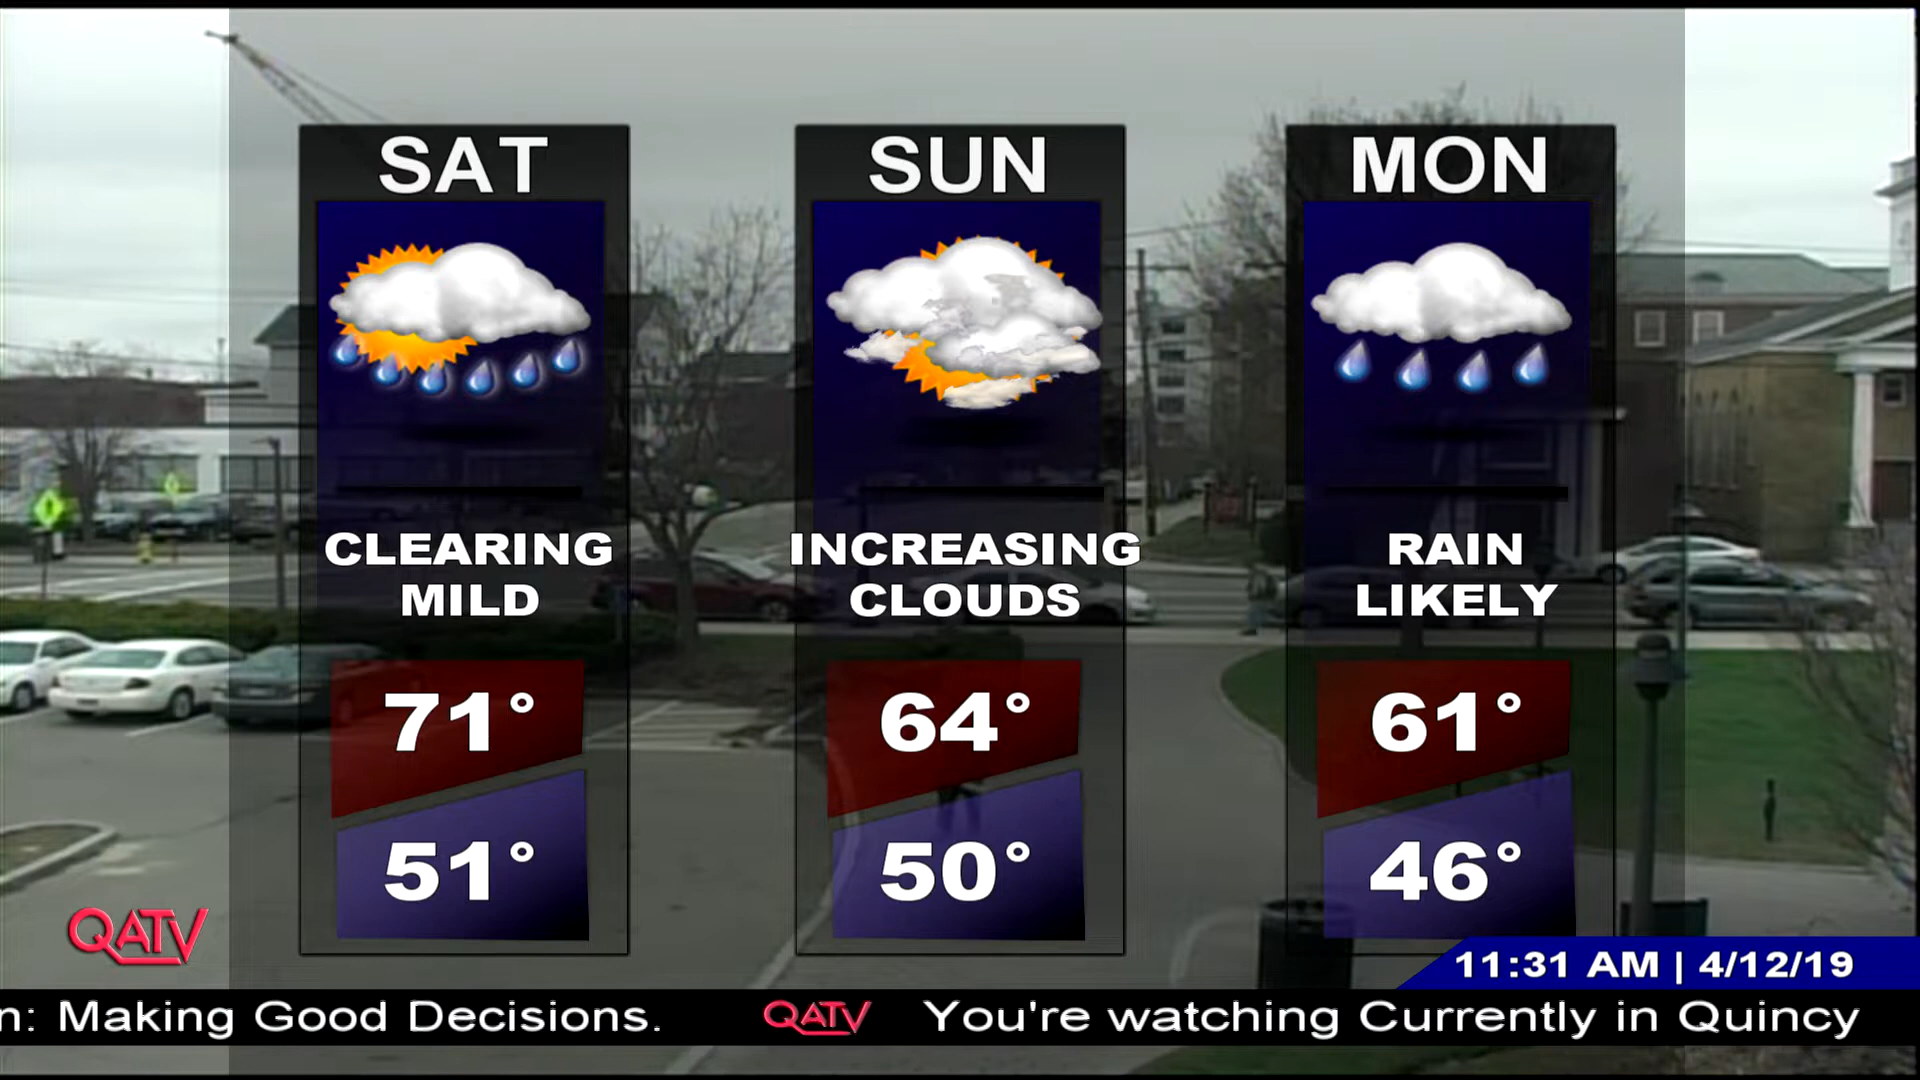 SAT
SUN
MON
CLEARING
MILD
INCREASING
CLOUDS
RAIN
LIKELY
71°
64°
61°
51°
50°
46°
QATV
11:31 AM | 4/12/19
n: Making Good Decisions. QATV You're watching Currently in Quincy